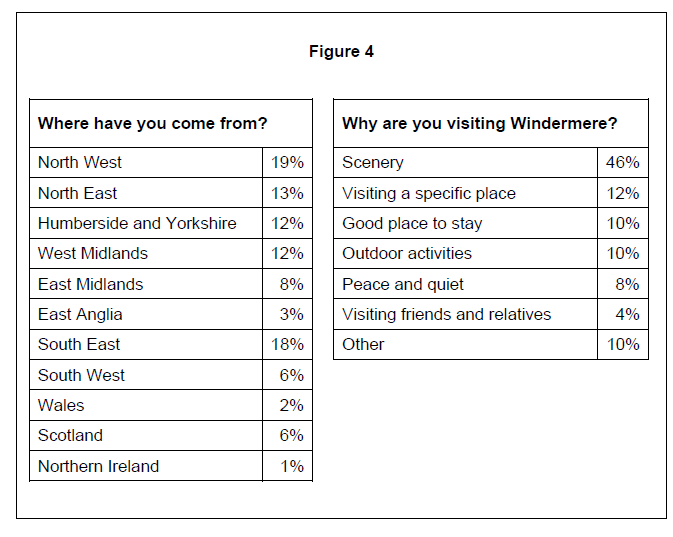 Figure 4
Where have you come from?
North West 19%
North East 13%
Humberside and Yorkshire 12%
West Midlands 12%
East Midlands 8%
East Anglia 3%
South East 18%
South West 6%
Wales 2%
Scotland 6%
Northern Ireland 1%
Why are you visiting Windermere?
Scenery 46%
Visiting a specific place 12%
Good place to stay 10%
Outdoor activities 10%
Peace and quiet 8%
Visiting friends and relatives 4%
Other 10%